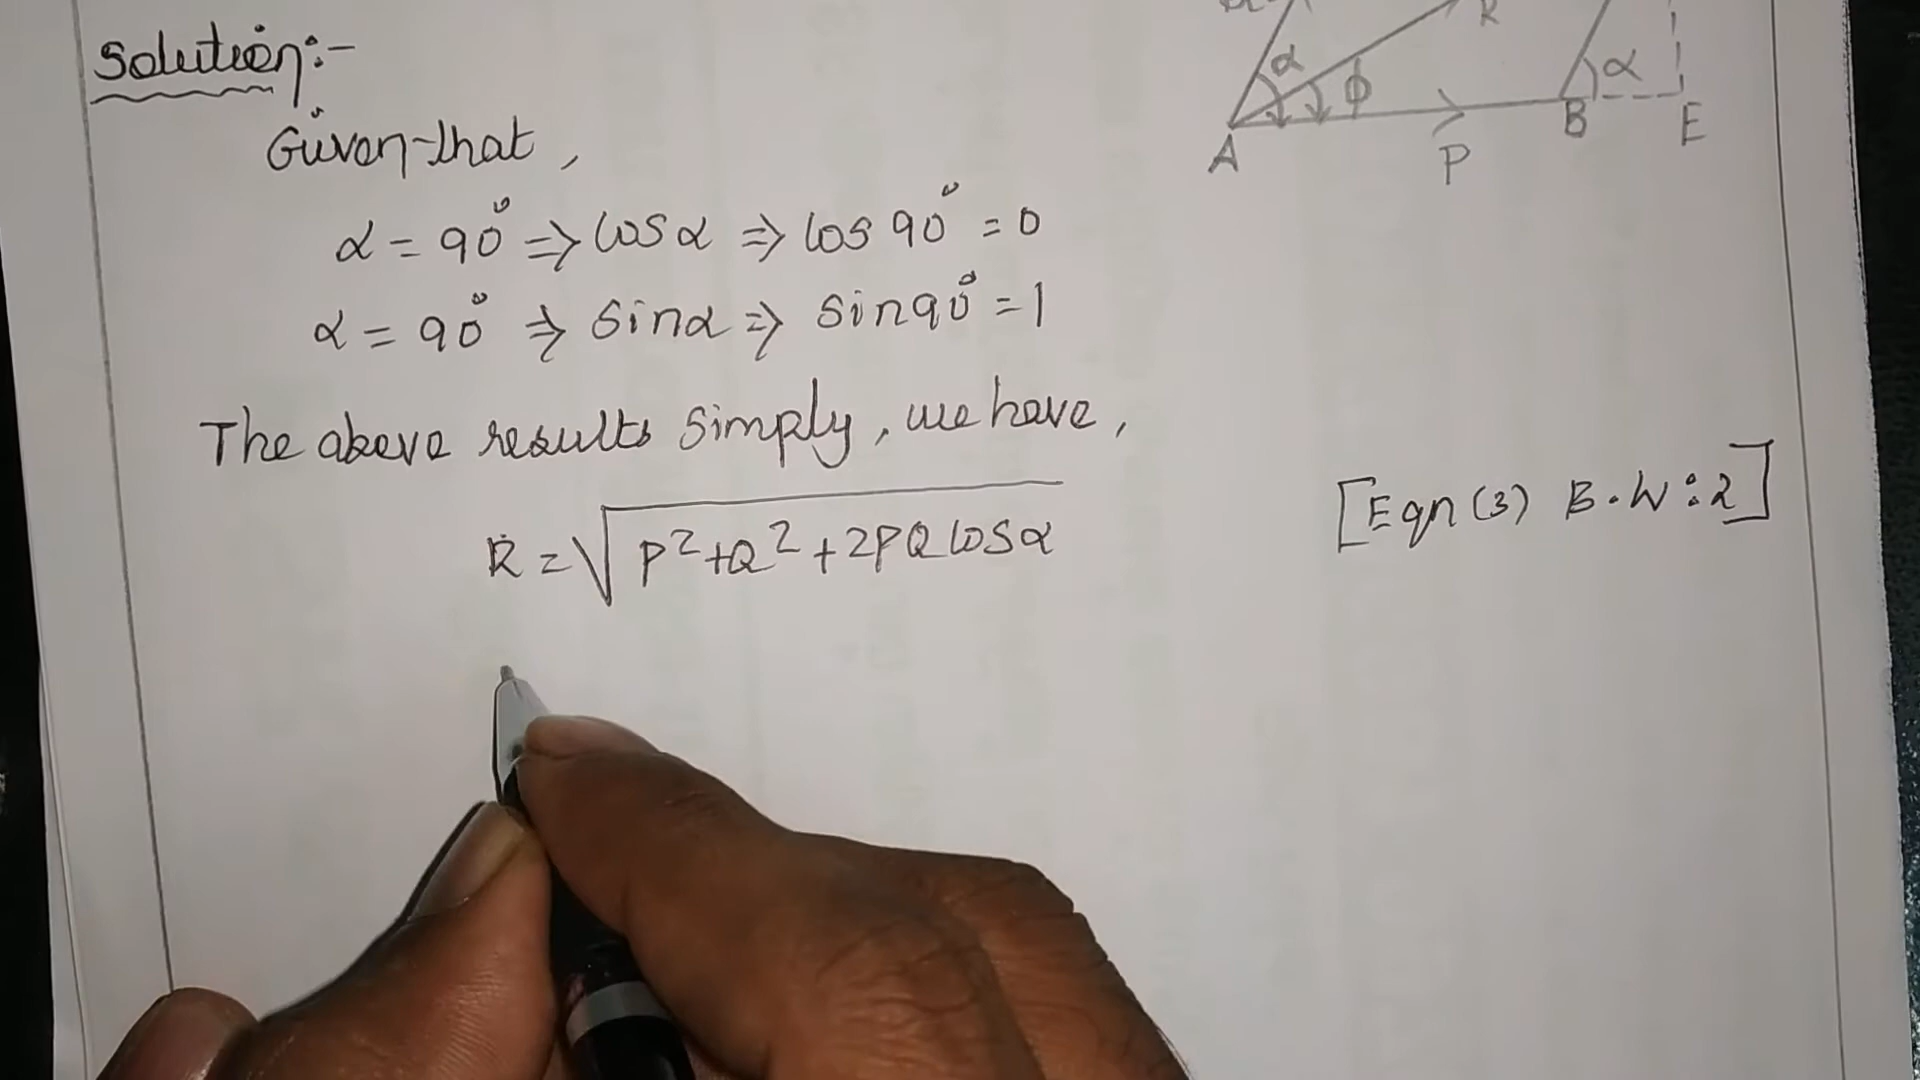 Solution:-
α R
α φ
A P B E
Given that,
α = 90° ⇒ cos α ⇒ cos 90° = 0
α = 90° ⇒ sin α ⇒ sin 90° = 1
The above results simply, we have,
R = √P²+Q²+2PQ cos α [Eqn (3) B.W:2]